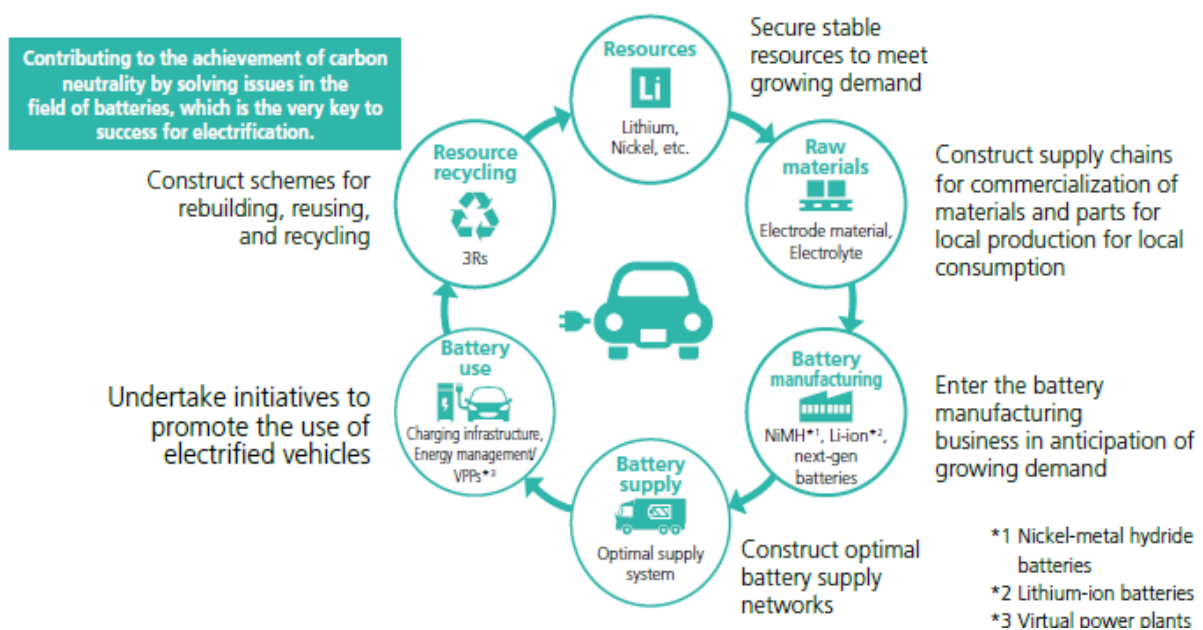 Contributing to the achievement of carbon
neutrality by solving issues in the
field of batteries, which is the very key to
success for electrification.
Resources
Li
Lithium,
Nickel, etc.
Secure stable
resources to meet
growing demand
Raw
materials
Electrode material,
Electrolyte
Construct supply chains
for commercialization of
materials and parts for
local production for local
consumption
Battery
manufacturing
NiMH*1, Li-ion*2,
next-gen
batteries
Enter the battery
manufacturing
business in anticipation of
growing demand
Battery
supply
Optimal supply
system
Construct optimal
battery supply
networks
Battery
use
Charging infrastructure,
Energy management/
VPPs*3
Undertake initiatives to
promote the use of
electrified vehicles
Resource
recycling
3Rs
Construct schemes for
rebuilding, reusing,
and recycling
*1 Nickel-metal hydride
batteries
*2 Lithium-ion batteries
*3 Virtual power plants